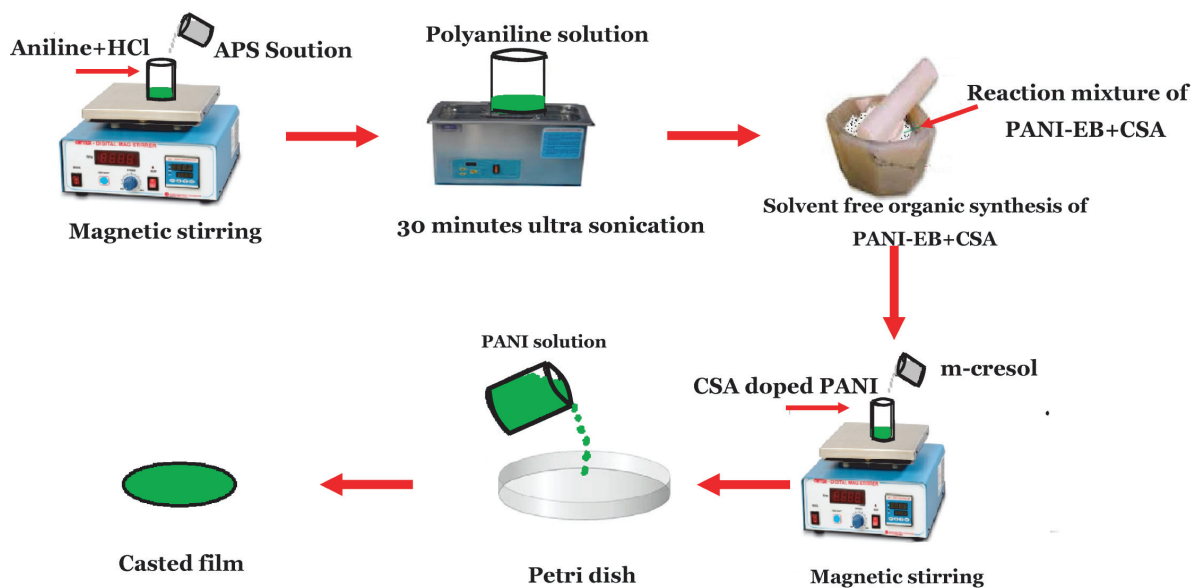 Aniline+HCl
APS Soution
Magnetic stirring
Polyaniline solution
30 minutes ultra sonication
Reaction mixture of
PANI-EB+CSA
Solvent free organic synthesis of
PANI-EB+CSA
CSA doped PANI
m-cresol
Magnetic stirring
PANI solution
Petri dish
Casted film